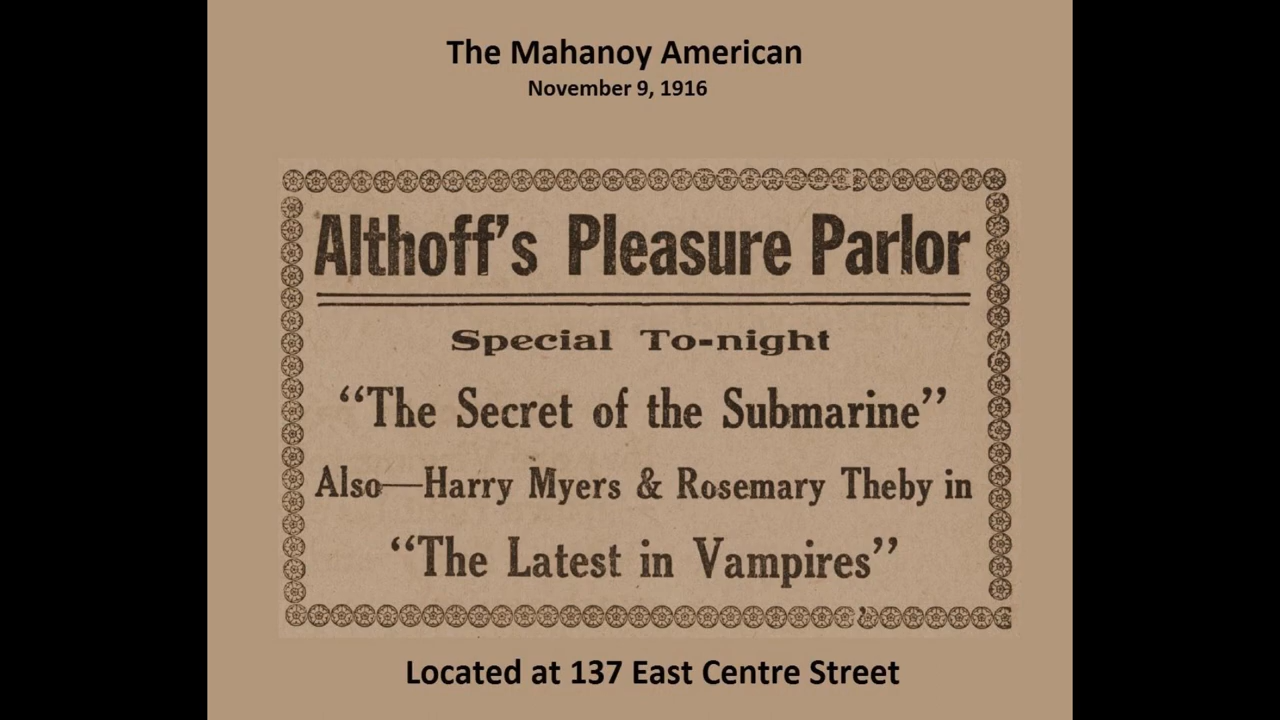 The Mahanoy American
November 9, 1916
Althoff's Pleasure Parlor
Special To-night
“The Secret of the Submarine”
Also—Harry Myers & Rosemary Theby in
“The Latest in Vampires”
Located at 137 East Centre Street